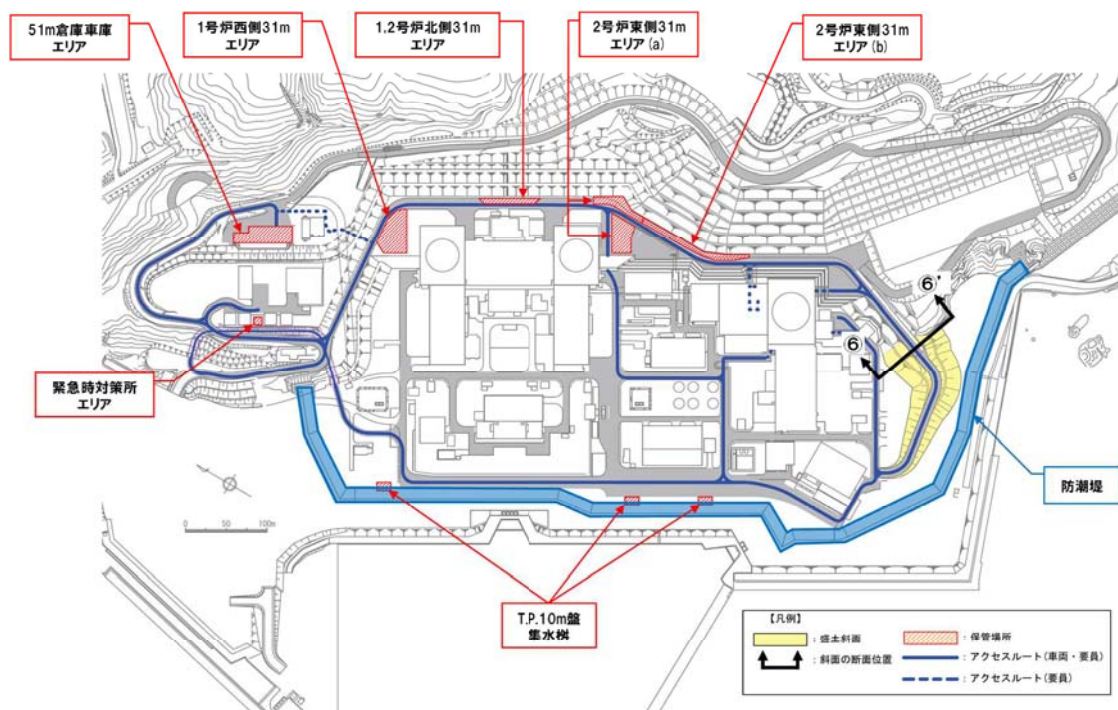 51m倉庫車庫
エリア
1号炉西側31m
エリア
1,2号炉北側31m
エリア
2号炉東側31m
エリア(a)
2号炉東側31m
エリア(b)
⑥'
⑥
緊急時対策所
エリア
防潮堤
0 50 100m
T.P.10m盤
集水桝
【凡例】
：盛土斜面
：斜面の断面位置
：保管場所
：アクセスルート(車両・要員)
：アクセスルート(要員)